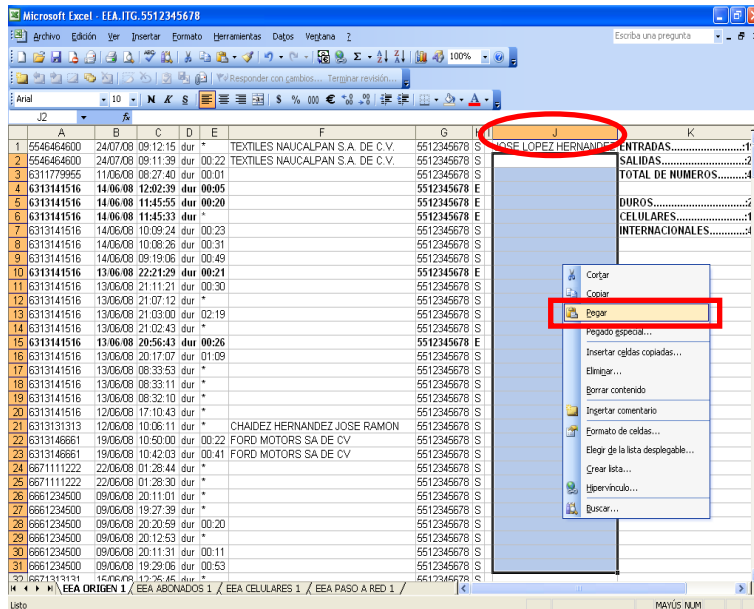 Microsoft Excel - EEA.ITG.5512345678
Archivo Edición Ver Insertar Formato Herramientas Datos Ventana ? Escriba una pregunta
100%
Responder con cambios... Terminar revisión...
Arial 10 N K S $ % 000 €
J2 fx
A B C D E F G H J K
1 5546464600 24/07/08 09:12:15 dur * TEXTILES NAUCALPAN S.A. DE C.V. 5512345678 S JOSE LOPEZ HERNANDEZ ENTRADAS.........................:1
2 5546464600 24/07/08 09:11:39 dur 00:22 TEXTILES NAUCALPAN S.A. DE C.V. 5512345678 S SALIDAS............................:2
3 6311779955 11/06/08 08:27:40 dur 00:01 5512345678 S TOTAL DE NUMEROS.......:4
4 6313141516 14/06/08 12:02:39 dur 00:05 5512345678 E
5 6313141516 14/06/08 11:45:55 dur 00:20 5512345678 E DUROS..............................:2
6 6313141516 14/06/08 11:45:33 dur * 5512345678 E CELULARES.......................:1
7 6313141516 14/06/08 10:09:24 dur 00:23 5512345678 S INTERNACIONALES............:4
8 6313141516 14/06/08 10:08:26 dur 00:31 5512345678 S
9 6313141516 14/06/08 09:19:06 dur 00:49 5512345678 S
10 6313141516 13/06/08 22:21:29 dur 00:21 5512345678 E
11 6313141516 13/06/08 21:11:21 dur 00:30 5512345678 S
12 6313141516 13/06/08 21:07:12 dur * 5512345678 S
13 6313141516 13/06/08 21:03:00 dur 02:19 5512345678 S
14 6313141516 13/06/08 21:02:43 dur * 5512345678 S
15 6313141516 13/06/08 20:56:43 dur 00:26 5512345678 E
16 6313141516 13/06/08 20:17:07 dur 01:09 5512345678 S
17 6313141516 13/06/08 08:33:53 dur * 5512345678 S
18 6313141516 13/06/08 08:33:11 dur * 5512345678 S
19 6313141516 13/06/08 08:32:10 dur * 5512345678 S
20 6313141516 12/06/08 17:10:43 dur * 5512345678 S
21 6313131313 12/06/08 10:06:11 dur * CHAIDEZ HERNANDEZ JOSE RAMON 5512345678 S
22 6313146661 19/06/08 10:50:00 dur 00:22 FORD MOTORS SA DE CV 5512345678 S
23 6313146661 19/06/08 10:42:03 dur 00:41 FORD MOTORS SA DE CV 5512345678 S
24 6671111222 22/06/08 01:28:44 dur * 5512345678 S
25 6671111222 22/06/08 01:28:30 dur * 5512345678 S
26 6661234500 09/06/08 20:11:01 dur * 5512345678 S
27 6661234500 09/06/08 19:27:39 dur * 5512345678 S
28 6661234500 09/06/08 20:20:59 dur 00:20 5512345678 S
29 6661234500 09/06/08 20:12:53 dur * 5512345678 S
30 6661234500 09/06/08 20:11:31 dur 00:11 5512345678 S
31 6661234500 09/06/08 19:29:06 dur 00:53 5512345678 S
32 6671313131 15/06/08 12:25:45 dur * 5512345678 S
Cortar
Copiar
Pegar
Pegado especial...
Insertar celdas copiadas...
Eliminar...
Borrar contenido
Insertar comentario
Formato de celdas...
Elegir de la lista desplegable...
Crear lista...
Hipervínculo...
Buscar...
EEA ORIGEN 1 / EEA ABONADOS 1 / EEA CELULARES 1 / EEA PASO A RED 1 /
Listo MAYÚS NUM